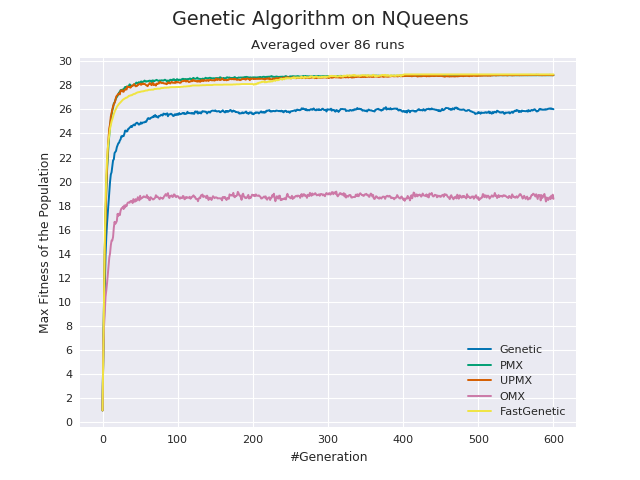 Genetic Algorithm on NQueens
Averaged over 86 runs
Max Fitness of the Population
30
28
26
24
22
20
18
16
14
12
10
8
6
4
2
0
Genetic
PMX
UPMX
OMX
FastGenetic
0 100 200 300 400 500 600
#Generation